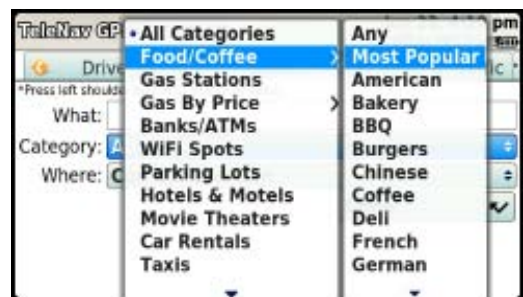 TeleNav GP
pm
Drive
ic
*Press left shoulde
What:
Category: A
Where: C
• All Categories
Food/Coffee
Gas Stations
Gas By Price
Banks/ATMs
WiFi Spots
Parking Lots
Hotels & Motels
Movie Theaters
Car Rentals
Taxis
Any
Most Popular
American
Bakery
BBQ
Burgers
Chinese
Coffee
Deli
French
German